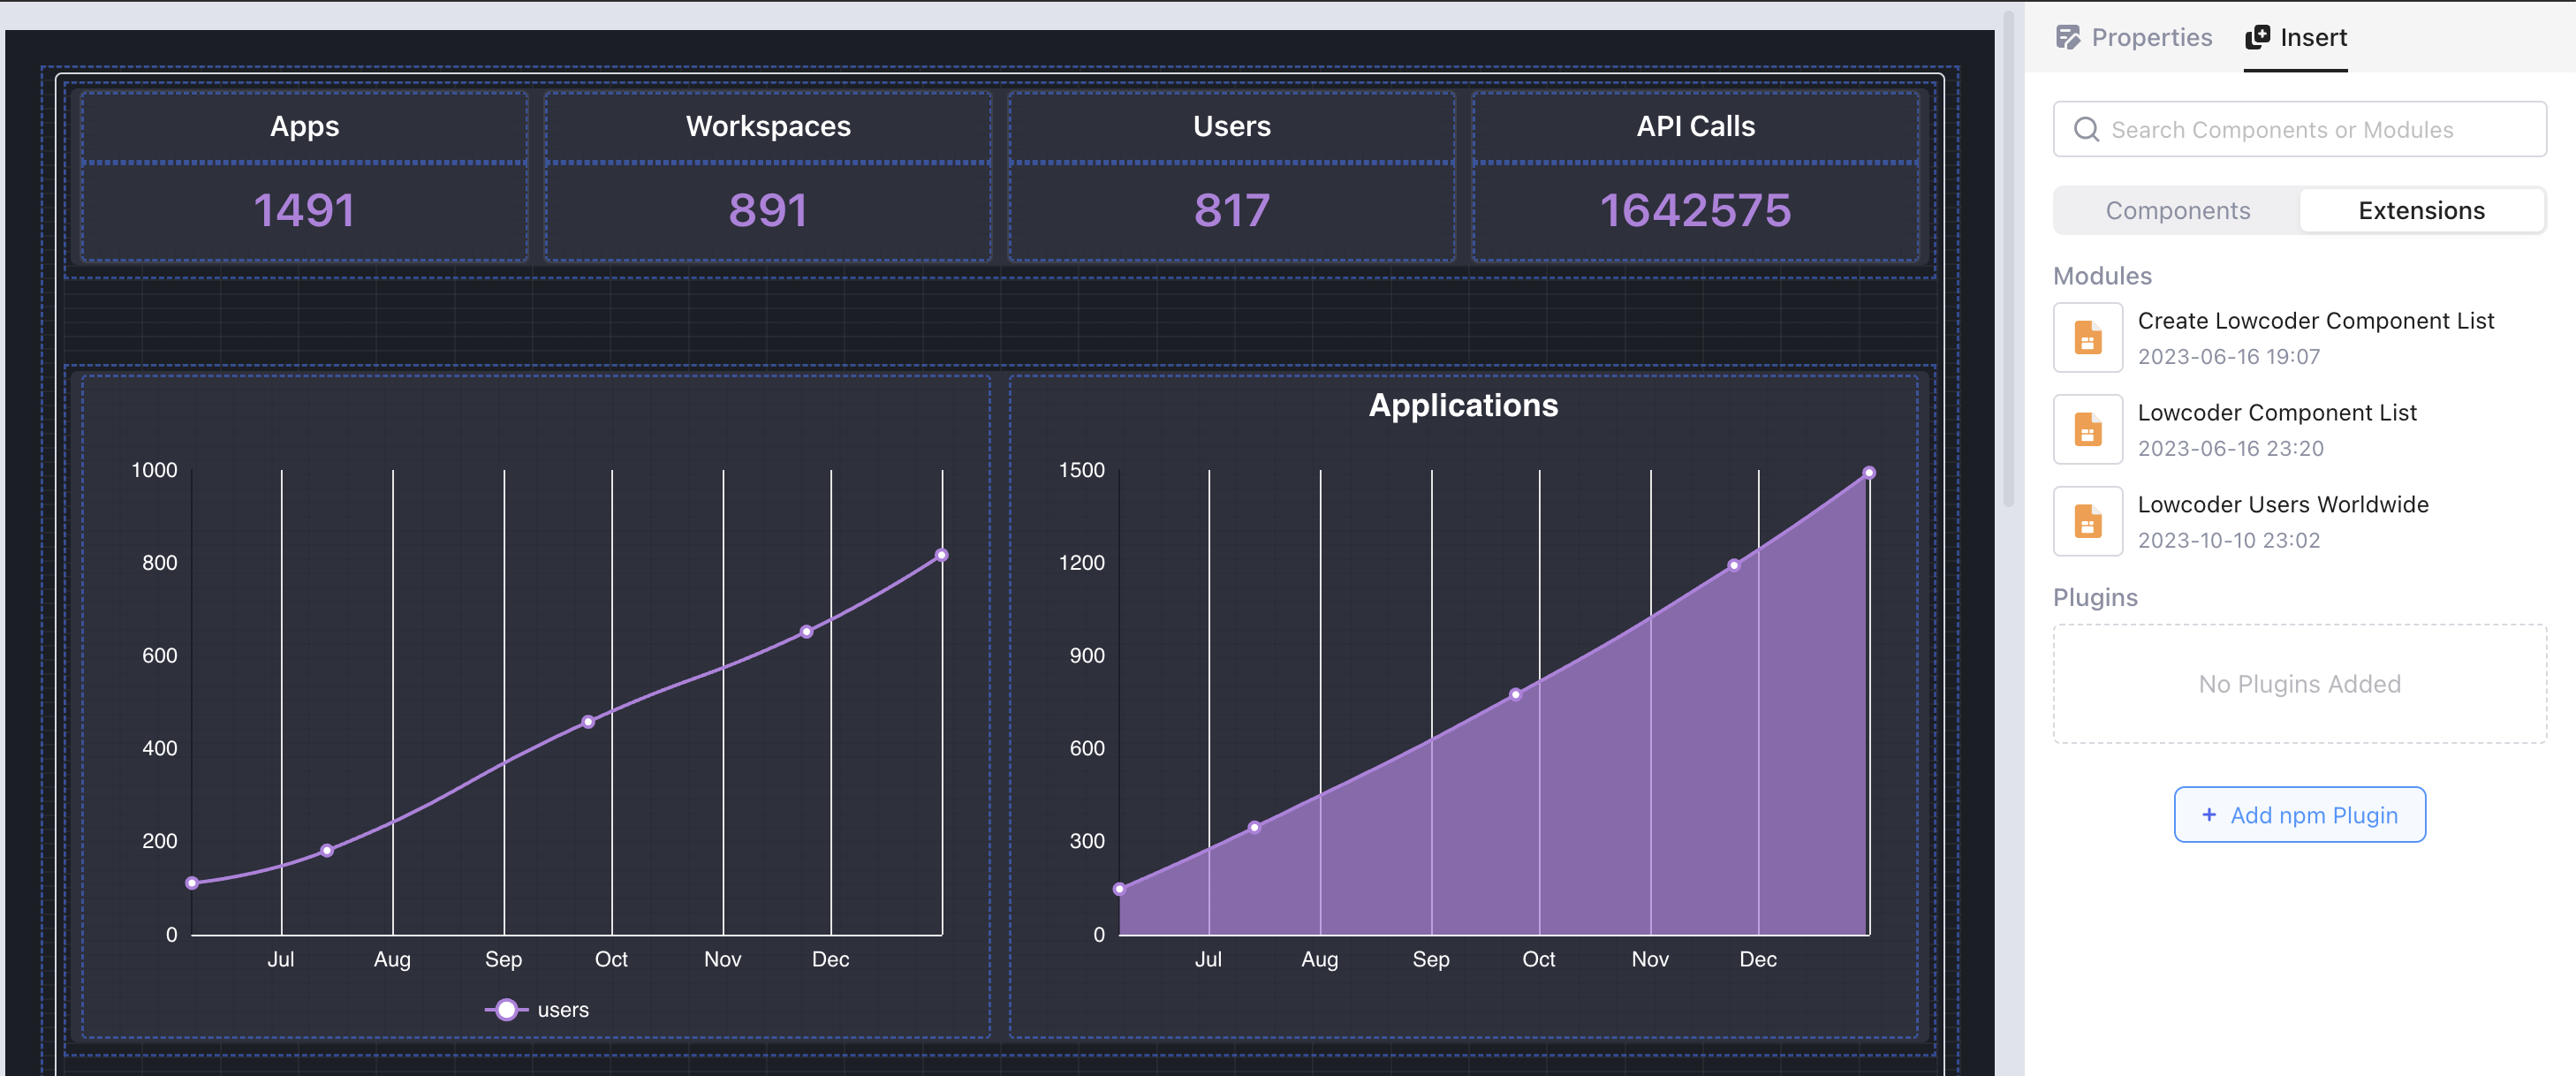 Apps
1491
Workspaces
891
Users
817
API Calls
1642575
1000
800
600
400
200
0
Jul Aug Sep Oct Nov Dec
users
Applications
1500
1200
900
600
300
0
Jul Aug Sep Oct Nov Dec
Properties Insert
Search Components or Modules
Components Extensions
Modules
Create Lowcoder Component List
2023-06-16 19:07
Lowcoder Component List
2023-06-16 23:20
Lowcoder Users Worldwide
2023-10-10 23:02
Plugins
No Plugins Added
+ Add npm Plugin